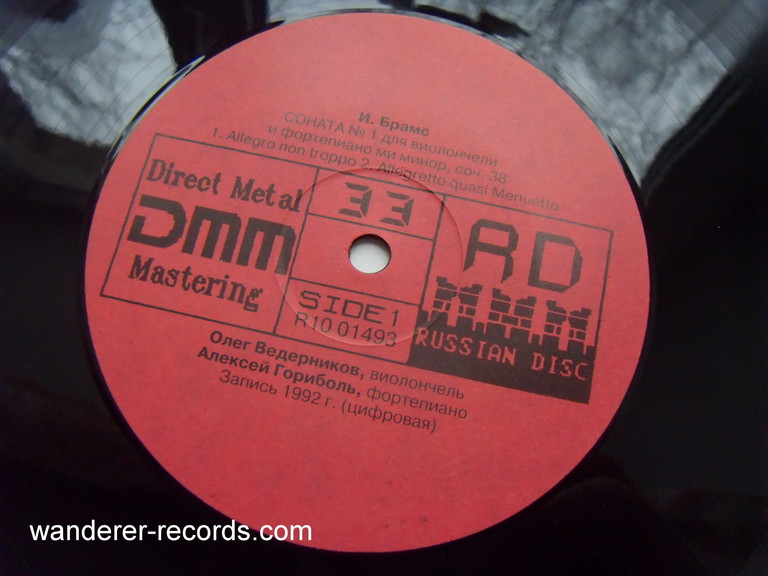 И. Брамс
СОНАТА № 1 для виолончели
и фортепиано ми минор, соч. 38
1. Allegro non troppo 2. Allegretto quasi Menuetto
Direct Metal
DMM
Mastering
33
SIDE 1
R10 01493
RD
RUSSIAN DISC
Олег Ведерников, виолончель
Алексей Гориболь, фортепиано
Запись 1992 г. (цифровая)
wanderer-records.com